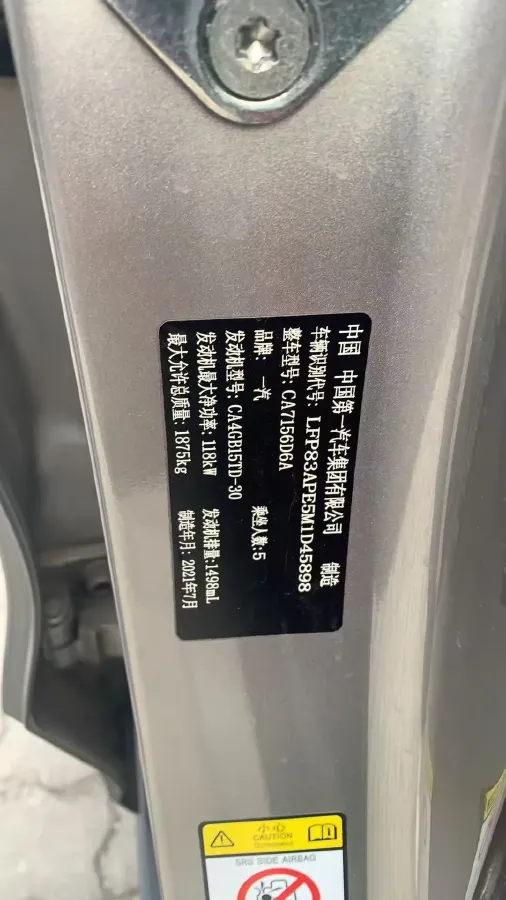 中国 中国第一汽车集团有限公司 制造
车辆识别代号: LFP83APE5M1D45898
整车型号: CA7156D6A
品牌: 一汽 乘坐人数:5
发动机型号: CA4GB15TD-30
发动机最大净功率: 118kW 发动机排量:1498mL
最大允许总质量: 1875kg 制造年月: 2021年7月
小心
CAUTION
SRS SIDE AIRBAG